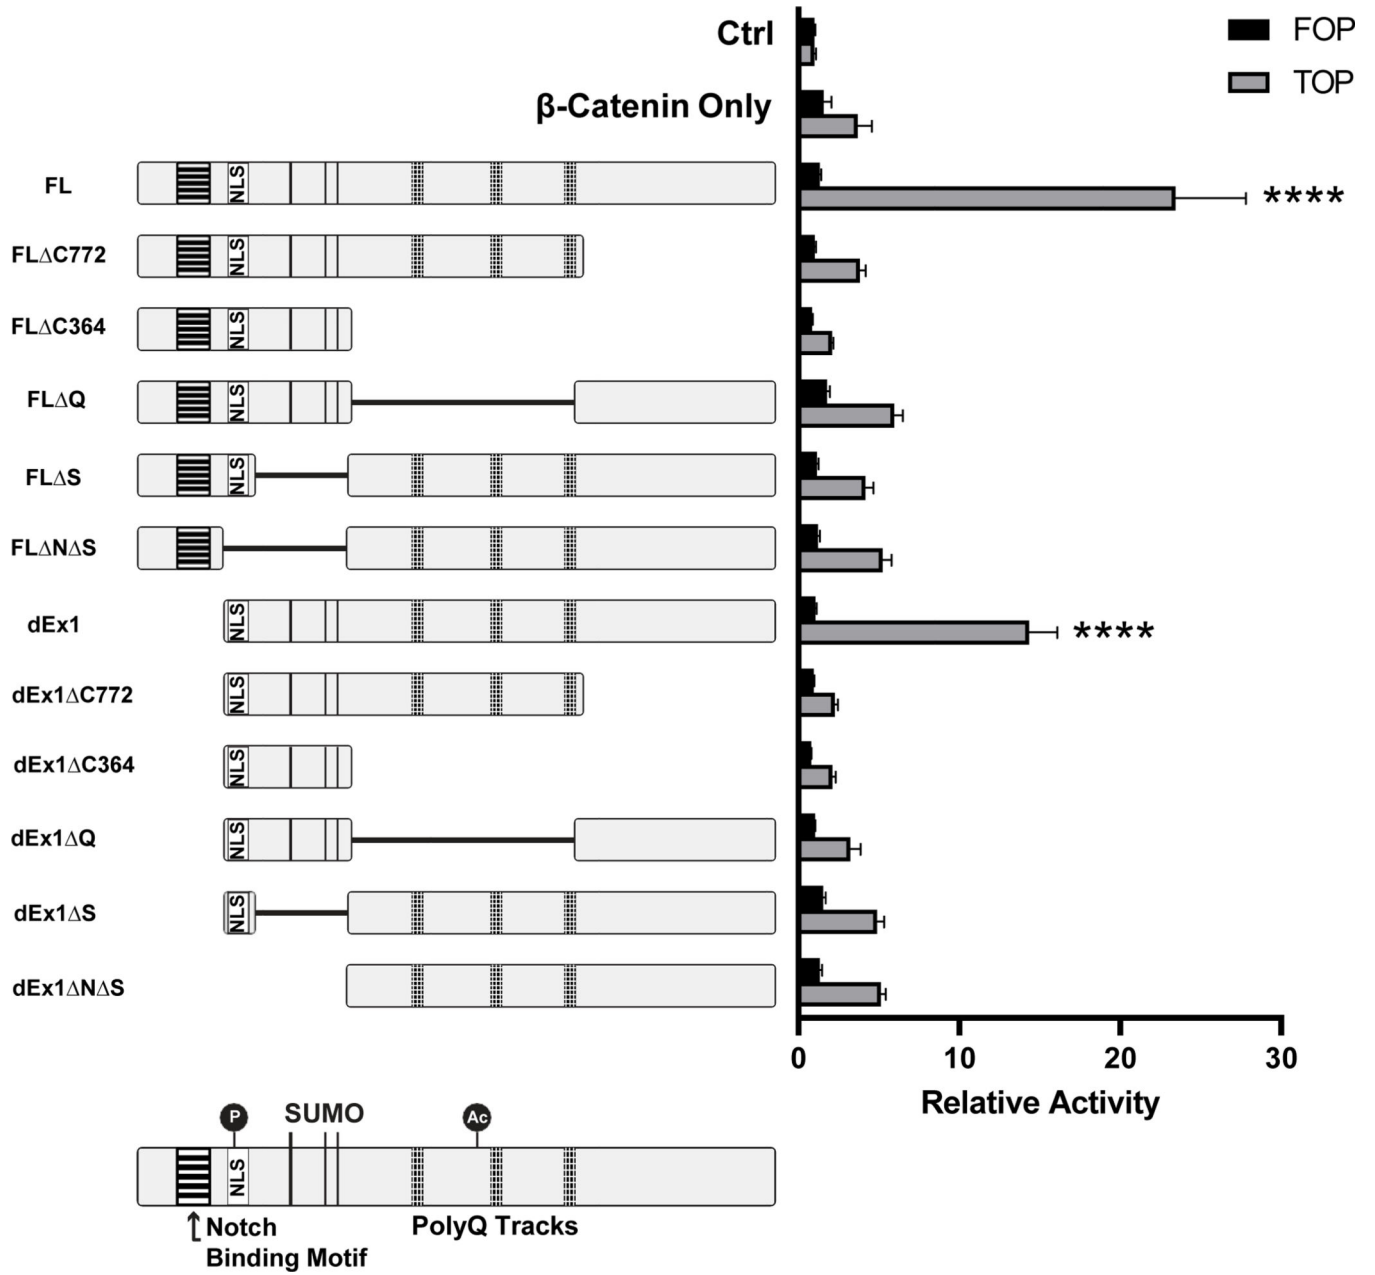 Ctrl
FOP
TOP
β-Catenin Only
FL
NLS
****
FLΔC772
NLS
FLΔC364
NLS
FLΔQ
NLS
FLΔS
NLS
FLΔNΔS
dEx1
NLS
****
dEx1ΔC772
NLS
dEx1ΔC364
NLS
dEx1ΔQ
NLS
dEx1ΔS
NLS
dEx1ΔNΔS
0 10 20 30
Relative Activity
P SUMO Ac
NLS
Notch
Binding Motif
PolyQ Tracks